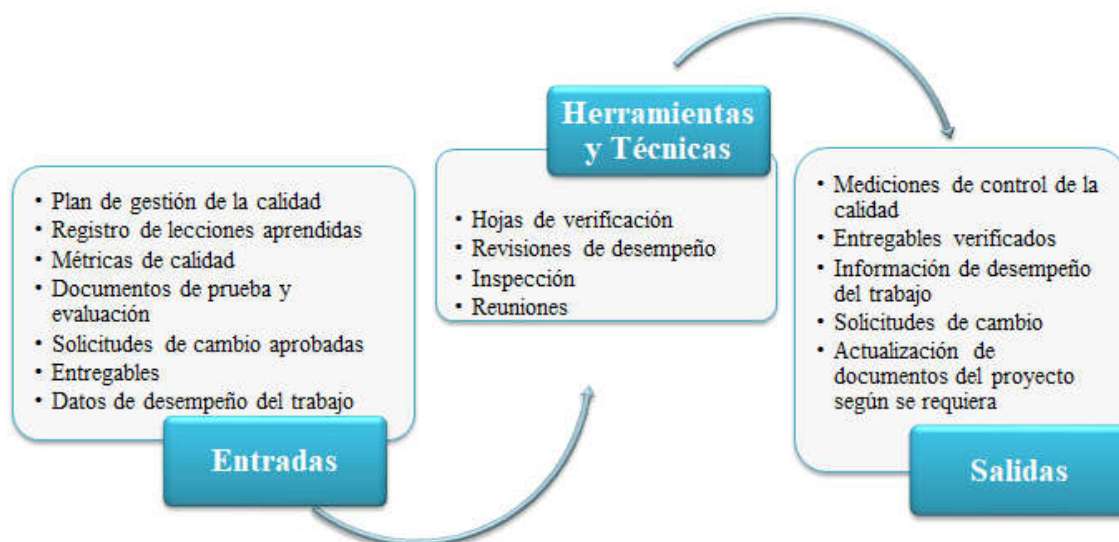 • Plan de gestión de la calidad
• Registro de lecciones aprendidas
• Métricas de calidad
• Documentos de prueba y
evaluación
• Solicitudes de cambio aprobadas
• Entregables
• Datos de desempeño del trabajo
Entradas
Herramientas
y Técnicas
• Hojas de verificación
• Revisiones de desempeño
• Inspección
• Reuniones
• Mediciones de control de la
calidad
• Entregables verificados
• Información de desempeño
del trabajo
• Solicitudes de cambio
• Actualización de
documentos del proyecto
según se requiera
Salidas